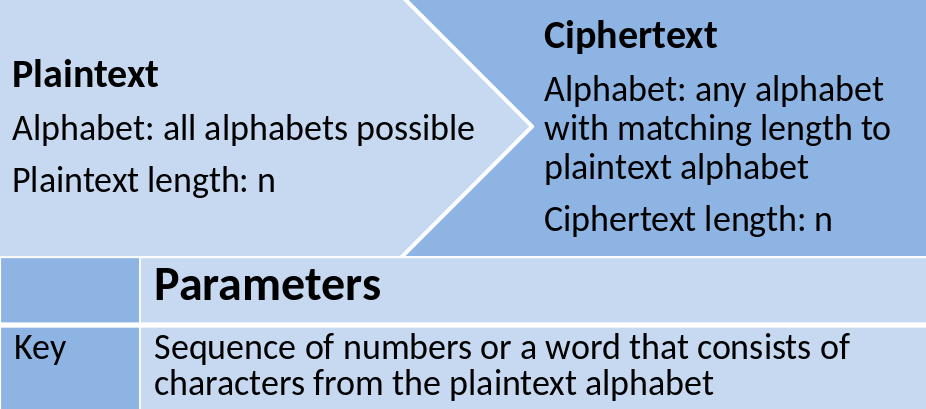 Plaintext
Alphabet: all alphabets possible
Plaintext length: n
Ciphertext
Alphabet: any alphabet
with matching length to
plaintext alphabet
Ciphertext length: n
Parameters
Key
Sequence of numbers or a word that consists of
characters from the plaintext alphabet